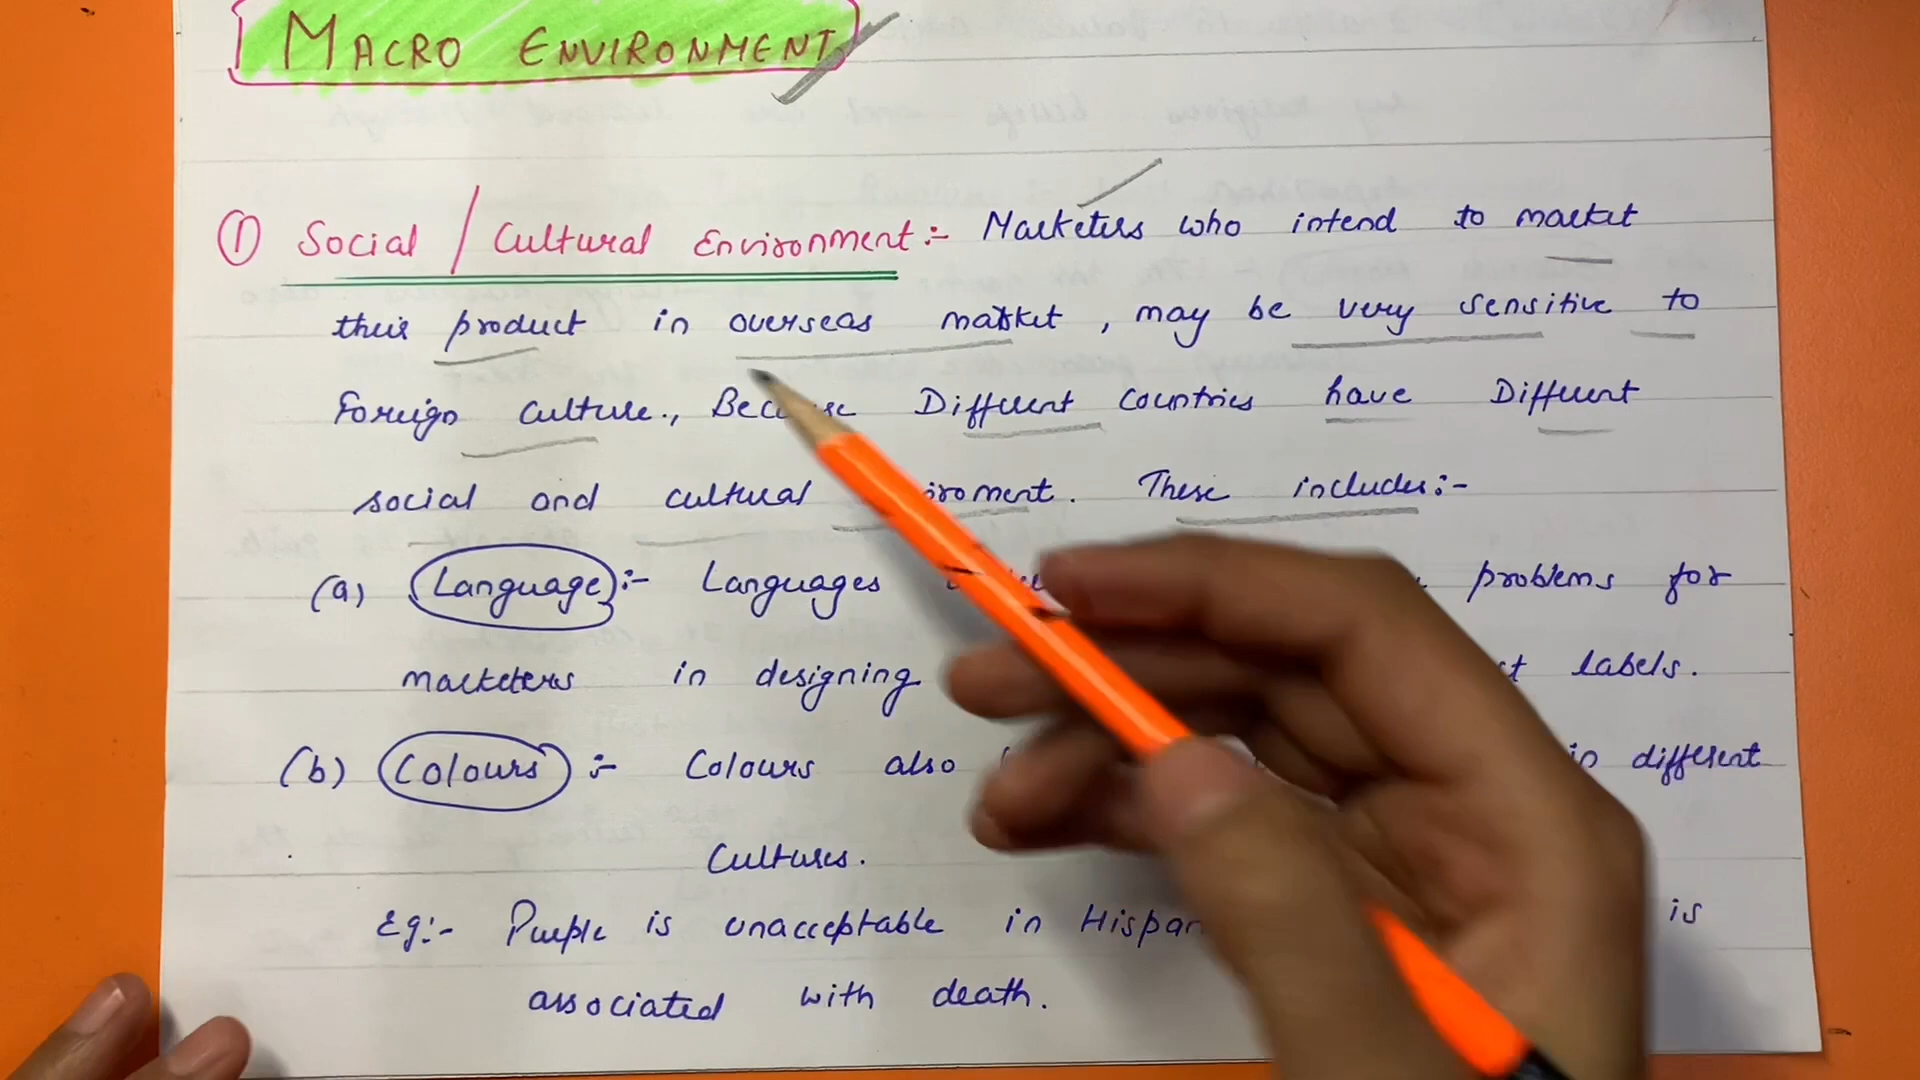 MACRO ENVIRONMENT
① Social / Cultural Environment:- Marketers who intend to market
their product in overseas market, may be very sensitive to
foreign culture., Because Different countries have Different
social and cultural These includes:-
(a) Language:- Languages problems for
marketers in designing labels.
(b) Colours :- Colours also in different
Cultures.
Eg:- Purple is unacceptable in is
associated with death.